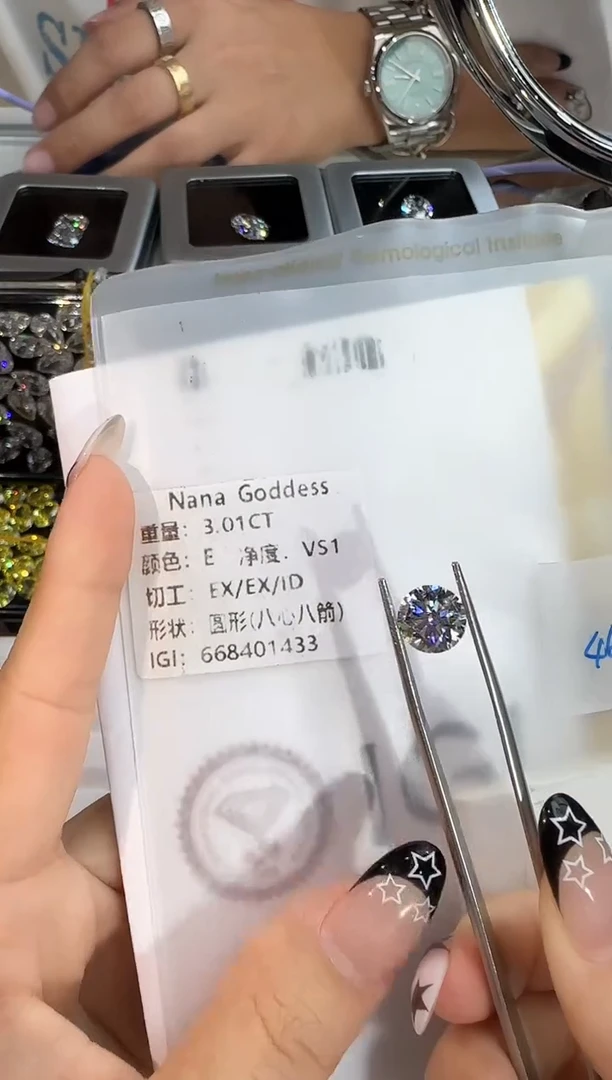 Gemological Institute
Nana Goddess
重量: 3.01CT
颜色: E 净度. VS1
切工: EX/EX/ID
形状: 圆形(八心八箭)
IGI: 668401433